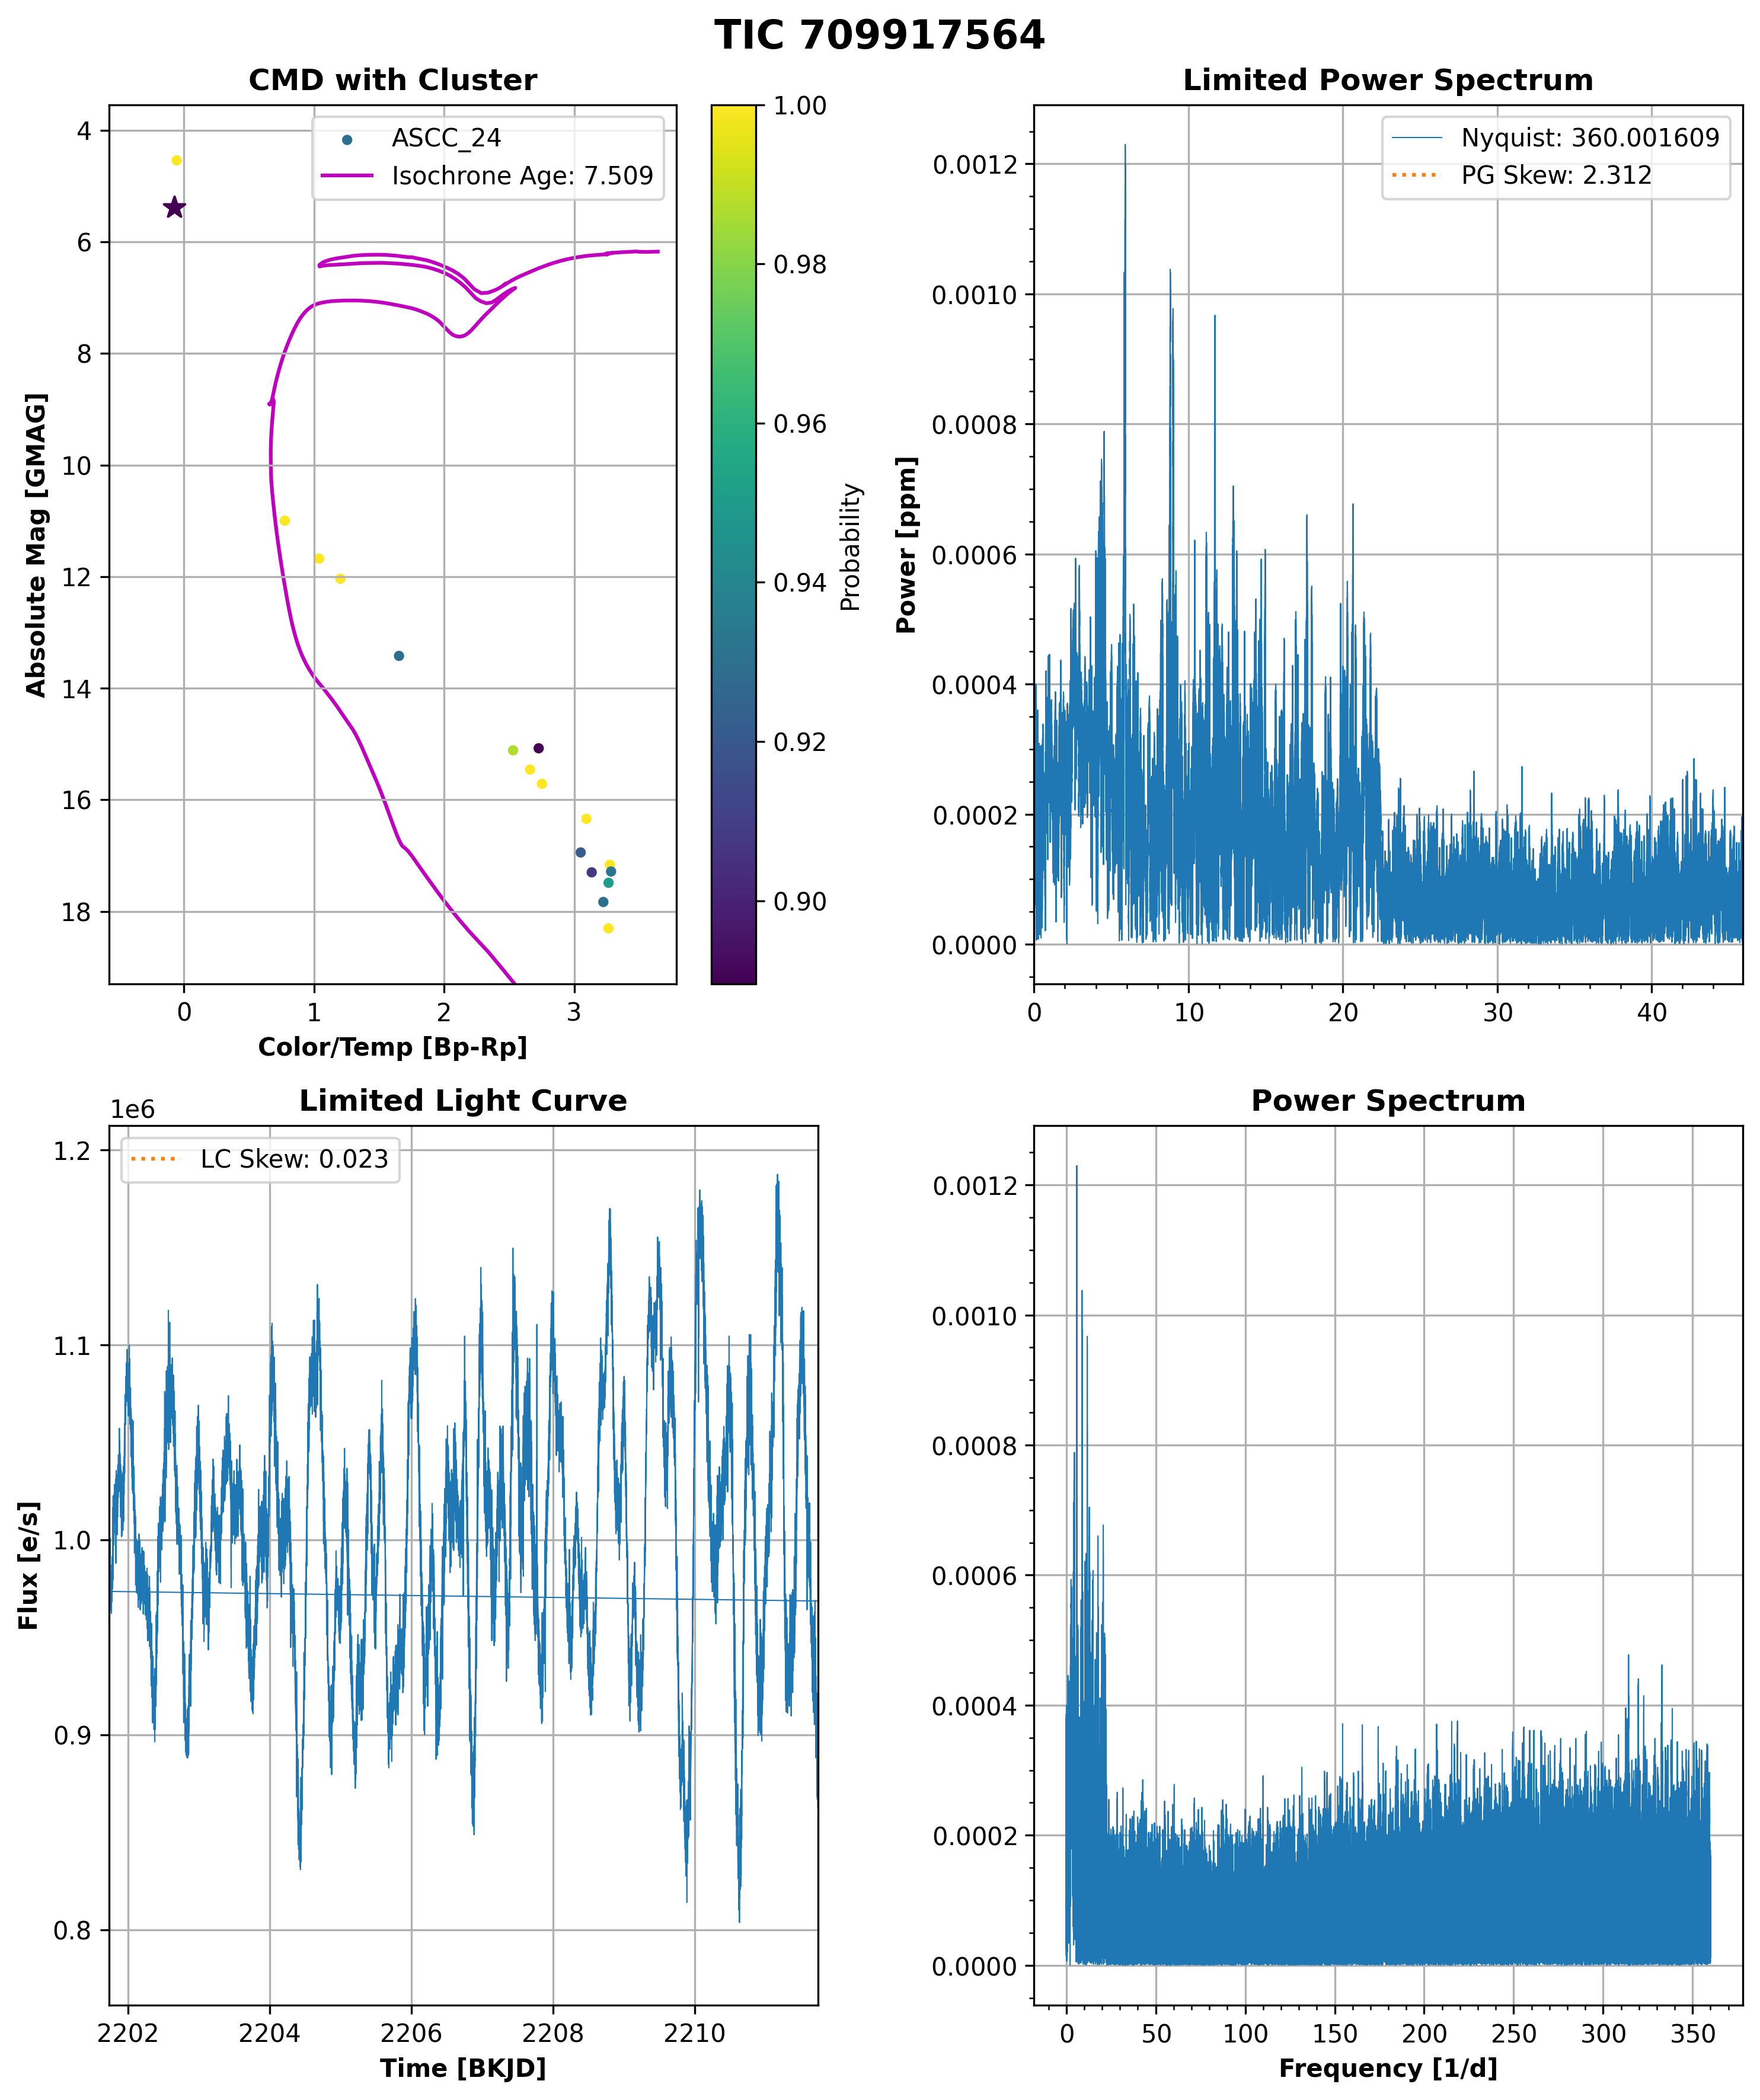 TIC 709917564
CMD with Cluster
ASCC_24
Isochrone Age: 7.509
4
6
8
10
12
14
16
18
Absolute Mag [GMAG]
0 1 2 3
Color/Temp [Bp-Rp]
1.00
0.98
0.96
0.94
0.92
0.90
Probability
Limited Power Spectrum
Nyquist: 360.001609
PG Skew: 2.312
0.0012
0.0010
0.0008
0.0006
0.0004
0.0002
0.0000
Power [ppm]
0 10 20 30 40
Limited Light Curve
1e6
LC Skew: 0.023
1.2
1.1
1.0
0.9
0.8
Flux [e/s]
2202 2204 2206 2208 2210
Time [BKJD]
Power Spectrum
0.0012
0.0010
0.0008
0.0006
0.0004
0.0002
0.0000
0 50 100 150 200 250 300 350
Frequency [1/d]